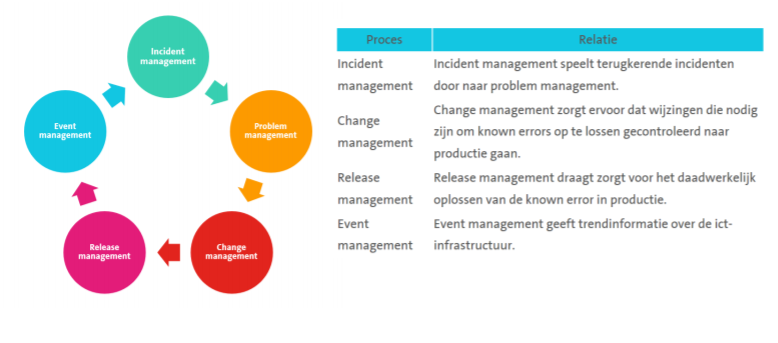 Incident
management
Problem
management
Change
management
Release
management
Event
management
Proces Relatie
Incident management Incident management speelt terugkerende incidenten
door naar problem management.
Change management Change management zorgt ervoor dat wijzingen die nodig
zijn om known errors op te lossen gecontroleerd naar
productie gaan.
Release management Release management draagt zorgt voor het daadwerkelijk
oplossen van de known error in productie.
Event management Event management geeft trendinformatie over de ict-
infrastructuur.